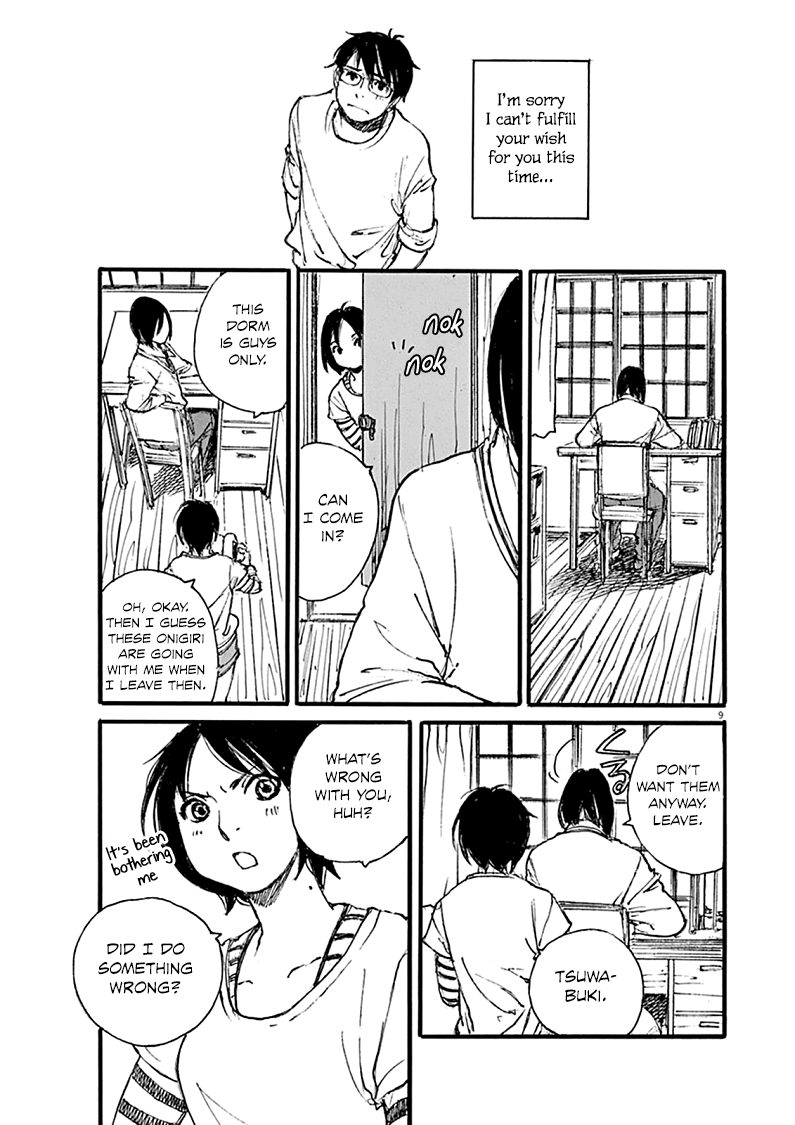 I'm sorry
I can't fulfill
your wish
for you this
time...
nok
nok
CAN
I COME
IN?
THIS
DORM
IS GUYS
ONLY.
OH, OKAY.
THEN I GUESS
THESE ONIGIRI
ARE GOING
WITH ME WHEN
I LEAVE THEN.
9
くる
DON'T
WANT THEM
ANYWAY.
LEAVE.
TSUWA-
BUKI.
WHAT'S
WRONG
WITH YOU,
HUH?
It's been
bothering
me
DID I DO
SOMETHING
WRONG?